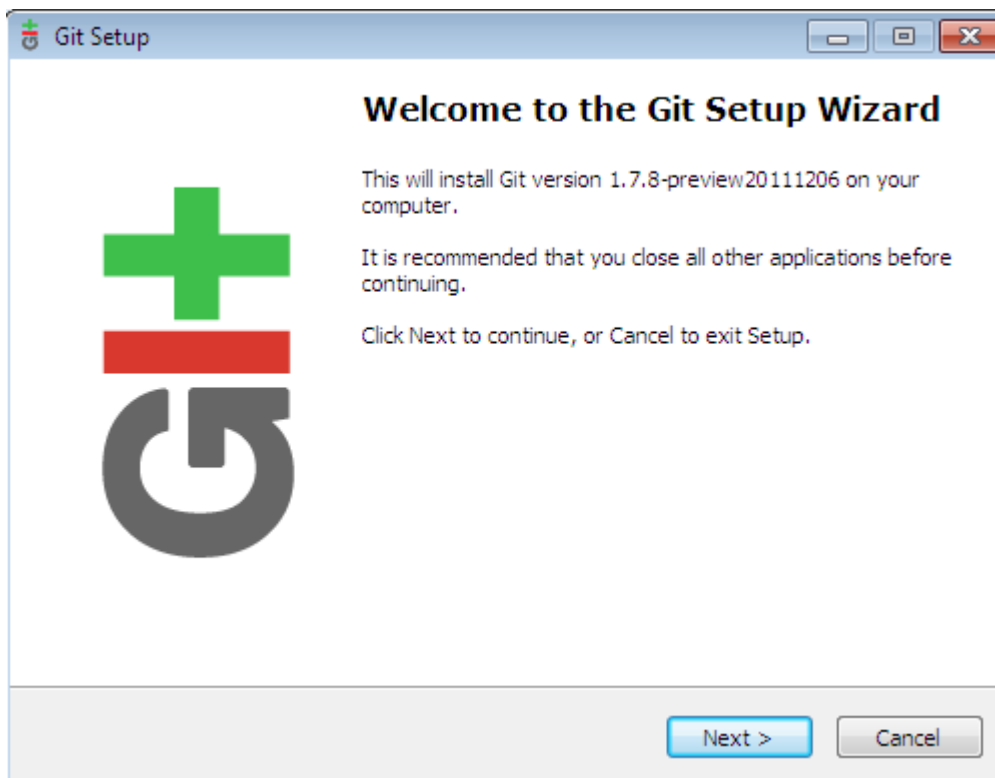 Git Setup
Welcome to the Git Setup Wizard
This will install Git version 1.7.8-preview20111206 on your
computer.
It is recommended that you close all other applications before
continuing.
Click Next to continue, or Cancel to exit Setup.
Git
Next >
Cancel